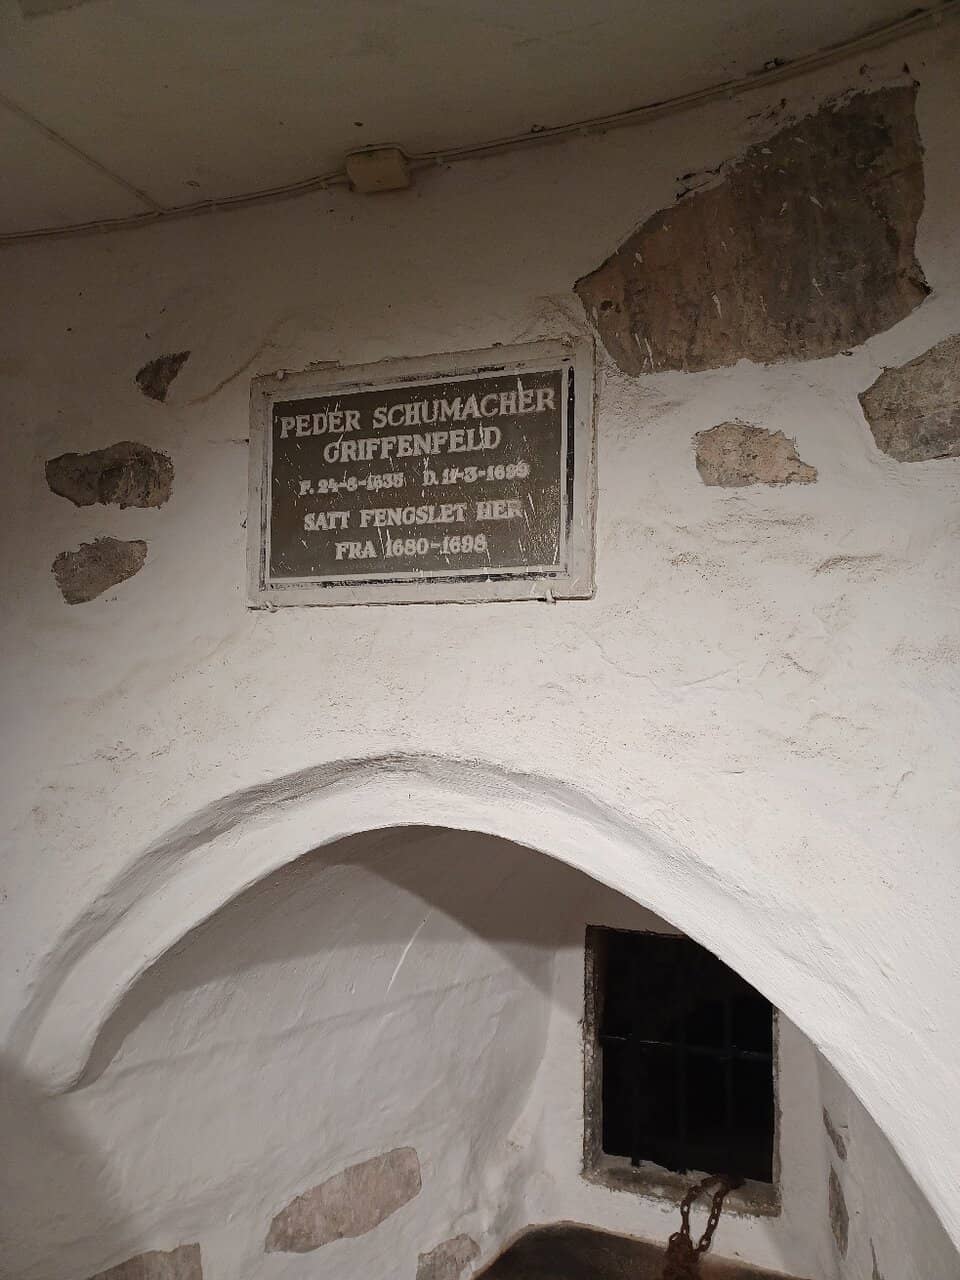 PEDER SCHUMACHER
GRIFFENFELD
F. 24-8-1635 D. 11-3-1699
SATT FENGSLET HER
FRA 1680-1698